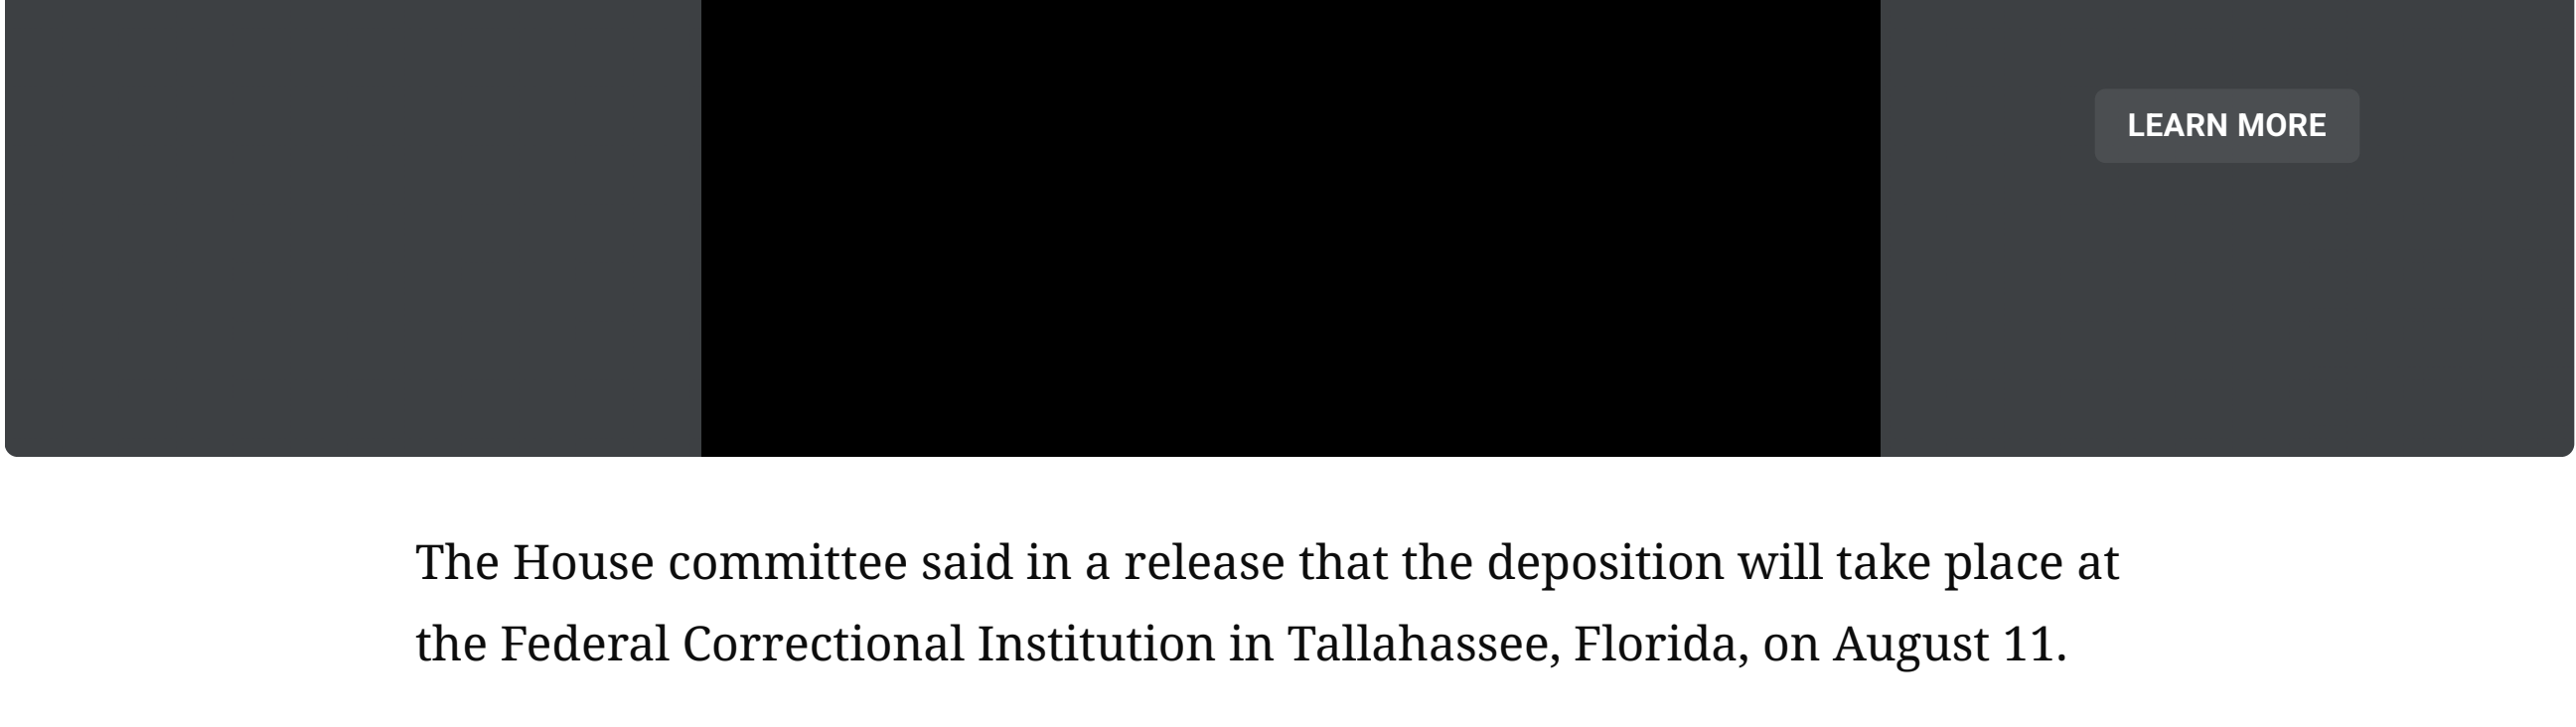 LEARN MORE
The House committee said in a release that the deposition will take place at
the Federal Correctional Institution in Tallahassee, Florida, on August 11.